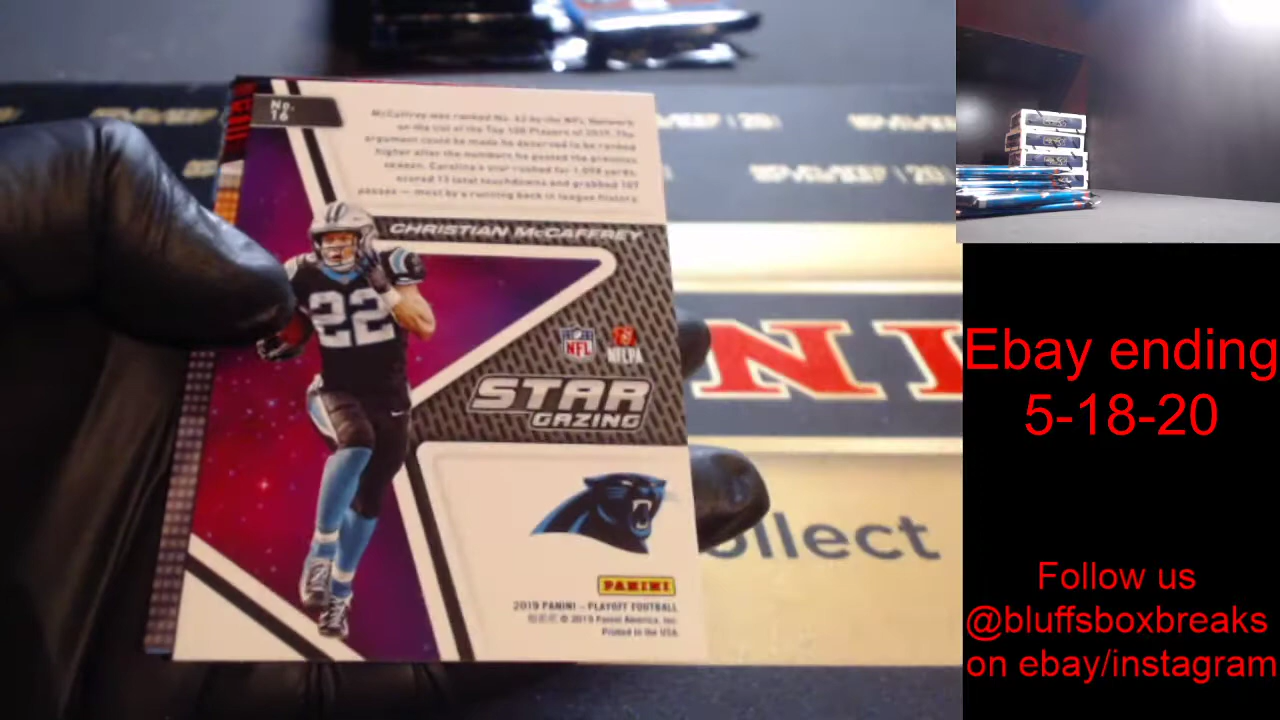 No.
16
McCaffrey was ranked No. 42 by the NFL Network
on the list of the Top 100 Players of 2019. The
argument could be made he deserved to be ranked
higher after the numbers he posted the previous
season. Carolina's star rushed for 1,098 yards,
scored 13 total touchdowns and grabbed 107
passes — most by a running back in league history.
CHRISTIAN McCAFFREY
22
NFL
NFLPA
STAR
GAZING
PANINI
2019 PANINI – PLAYOFF FOOTBALL
© 2019 Panini America, Inc.
Printed in the USA
NI
ollect
Ebay ending
5-18-20
Follow us
@bluffsboxbreaks
on ebay/instagram